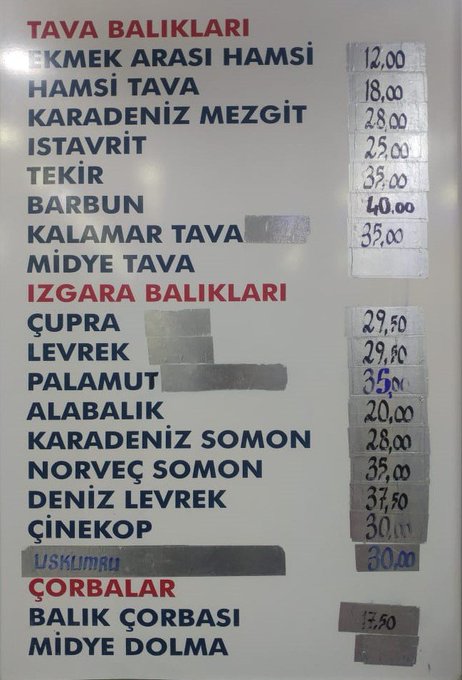 TAVA BALIKLARI
EKMEK ARASI HAMSİ 12,00
HAMSİ TAVA 18,00
KARADENİZ MEZGİT 28,00
ISTAVRİT 25,00
TEKİR 35,00
BARBUN 40.00
KALAMAR TAVA 35,00
MİDYE TAVA
IZGARA BALIKLARI
ÇUPRA 29,50
LEVREK 29,50
PALAMUT 35,00
ALABALIK 20,00
KARADENİZ SOMON 28,00
NORVEÇ SOMON 35,00
DENİZ LEVREK 37,50
ÇİNEKOP 30,00
USKUMRU 30,00
ÇORBALAR
BALIK ÇORBASI 17,50
MİDYE DOLMA